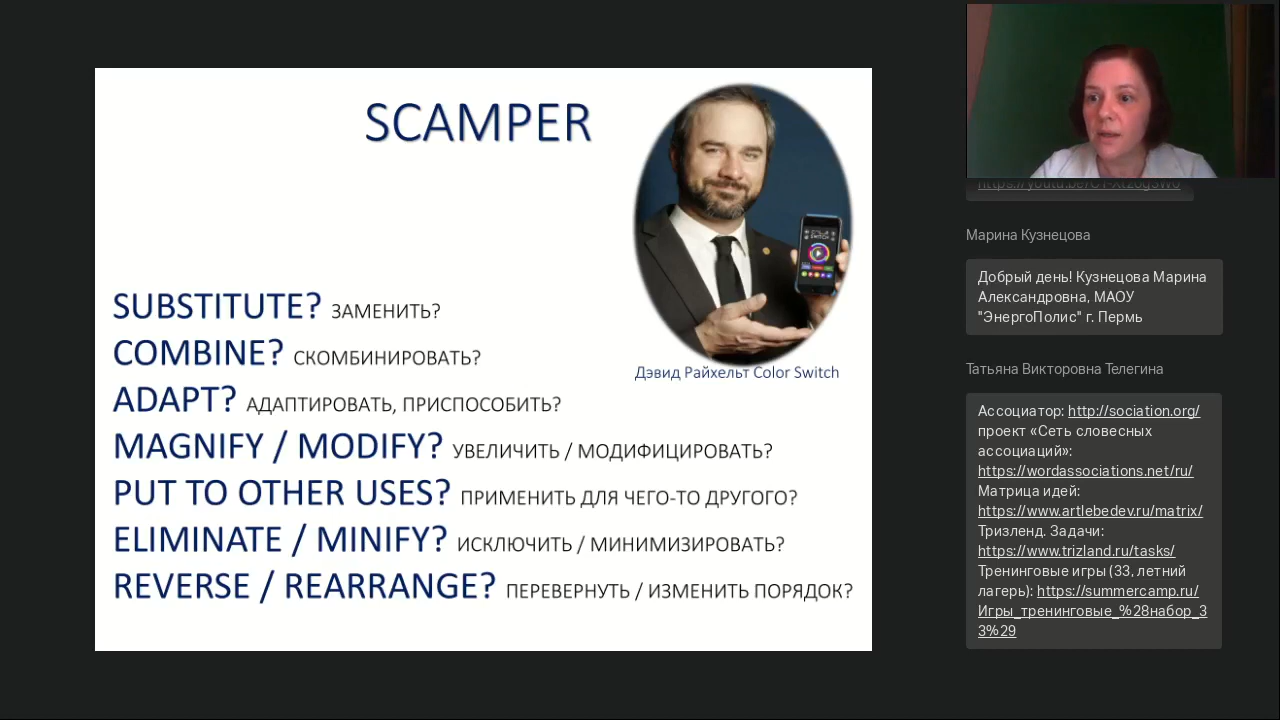 SCAMPER
Дэвид Райхельт Color Switch
SUBSTITUTE? ЗАМЕНИТЬ?
COMBINE? СКОМБИНИРОВАТЬ?
ADAPT? АДАПТИРОВАТЬ, ПРИСПОСОБИТЬ?
MAGNIFY / MODIFY? УВЕЛИЧИТЬ / МОДИФИЦИРОВАТЬ?
PUT TO OTHER USES? ПРИМЕНИТЬ ДЛЯ ЧЕГО-ТО ДРУГОГО?
ELIMINATE / MINIFY? ИСКЛЮЧИТЬ / МИНИМИЗИРОВАТЬ?
REVERSE / REARRANGE? ПЕРЕВЕРНУТЬ / ИЗМЕНИТЬ ПОРЯДОК?
Марина Кузнецова
Добрый день! Кузнецова Марина
Александровна, МАОУ
"ЭнергоПолис" г. Пермь
Татьяна Викторовна Телегина
Ассоциатор: http://sociation.org/
проект «Сеть словесных
ассоциаций»:
https://wordassociations.net/ru/
Матрица идей:
https://www.artlebedev.ru/matrix/
Тризленд. Задачи:
https://www.trizland.ru/tasks/
Тренинговые игры (33, летний
лагерь): https://summercamp.ru/
Игры_тренинговые_%28набор_3
3%29